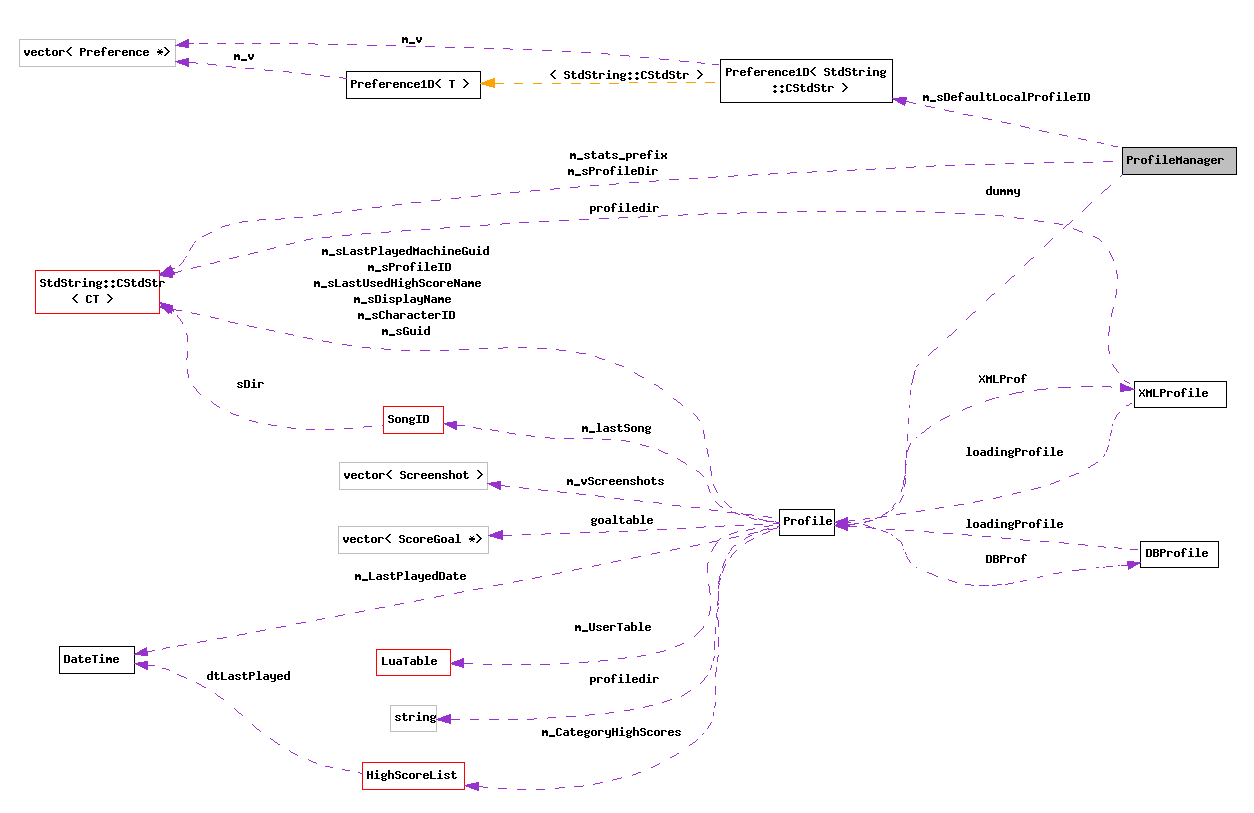 m_v
vector< Preference *>
m_v
Preference1D< T >
< StdString::CStdStr >
Preference1D< StdString
::CStdStr >
m_sDefaultLocalProfileID
ProfileManager
m_stats_prefix
m_sProfileDir
dummy
profiledir
m_sLastPlayedMachineGuid
m_sProfileID
m_sLastUsedHighScoreName
m_sDisplayName
m_sCharacterID
m_sGuid
StdString::CStdStr
< CT >
sDir
SongID
m_lastSong
XMLProf
XMLProfile
loadingProfile
vector< Screenshot >
m_vScreenshots
vector< ScoreGoal *>
goaltable
Profile
loadingProfile
DBProf
DBProfile
m_LastPlayedDate
DateTime
dtLastPlayed
m_UserTable
LuaTable
profiledir
string
m_CategoryHighScores
HighScoreList